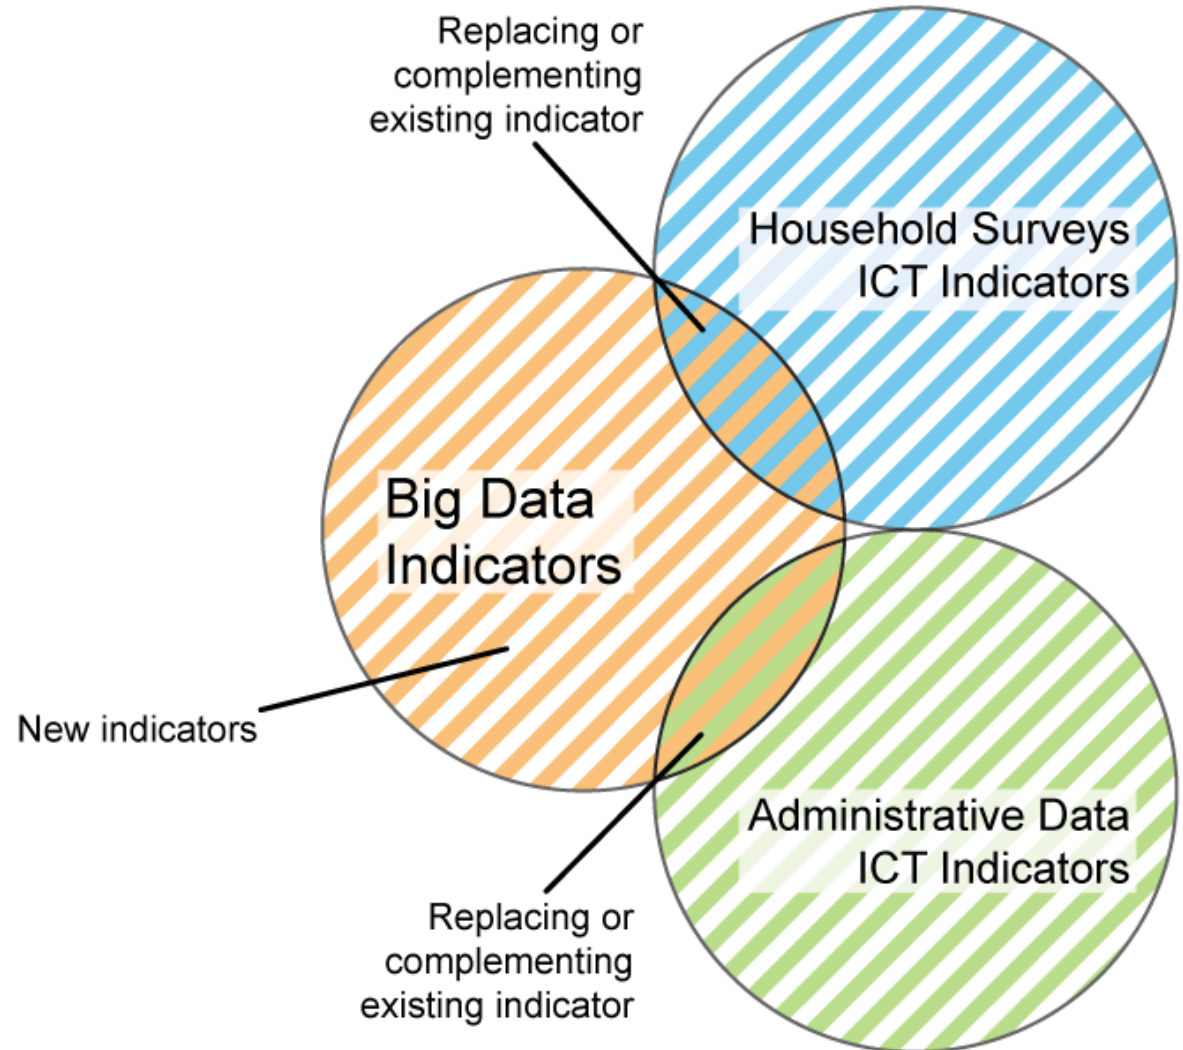 Replacing or
complementing
existing indicator
Household Surveys
ICT Indicators
Big Data
Indicators
New indicators
Administrative Data
ICT Indicators
Replacing or
complementing
existing indicator